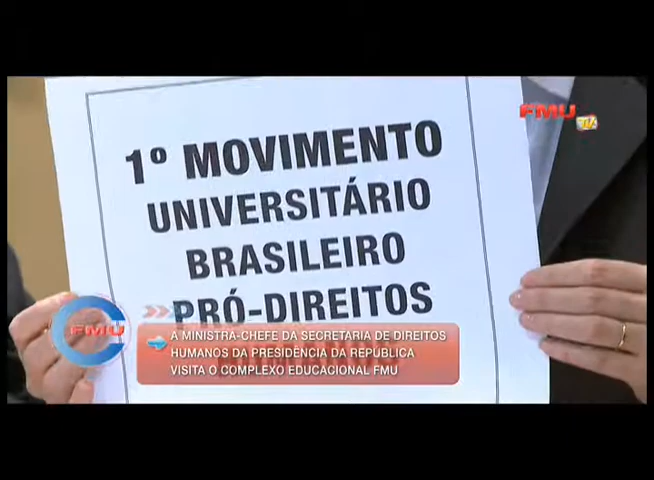 FMU
TV
1º MOVIMENTO
UNIVERSITÁRIO
BRASILEIRO
PRÓ-DIREITOS
FMU
A MINISTRA-CHEFE DA SECRETARIA DE DIREITOS
HUMANOS DA PRESIDÊNCIA DA REPÚBLICA
VISITA O COMPLEXO EDUCACIONAL FMU